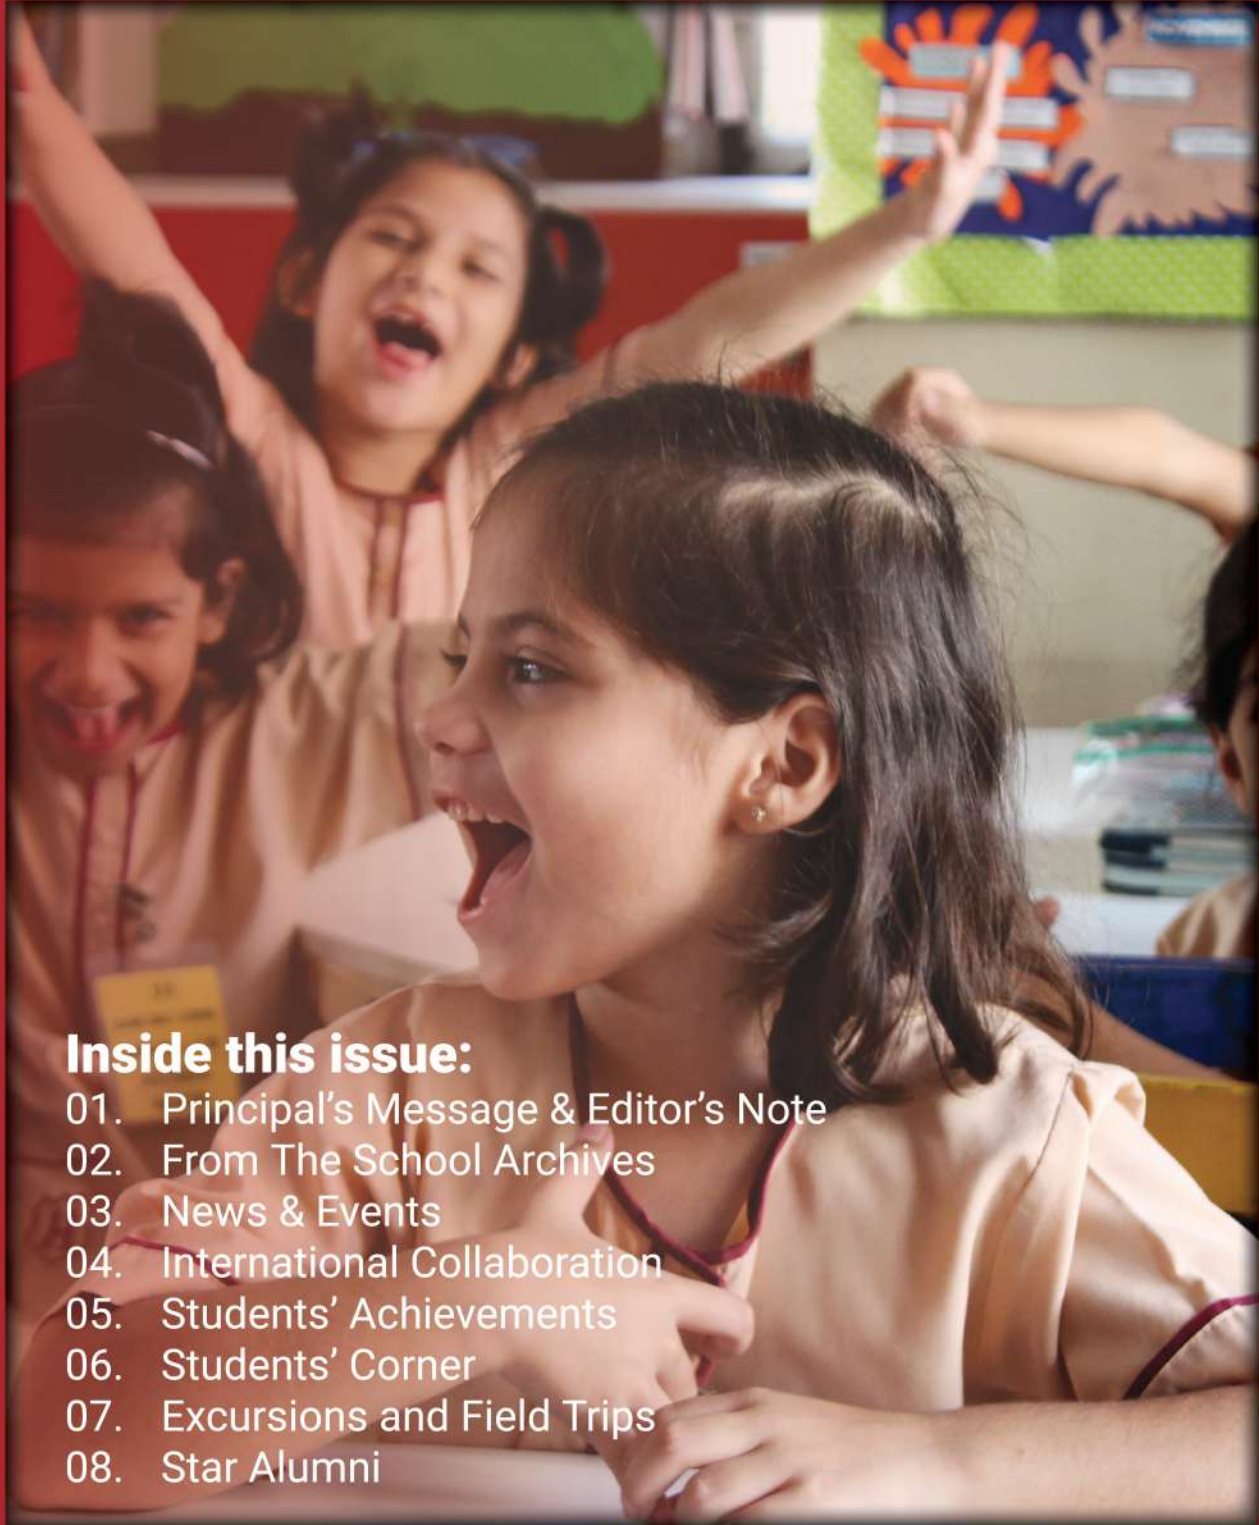 Inside this issue:
01. Principal’s Message & Editor’s Note
02. From The School Archives
03. News & Events
04. International Collaboration
05. Students’ Achievements
06. Students’ Corner
07. Excursions and Field Trips
08. Star Alumni